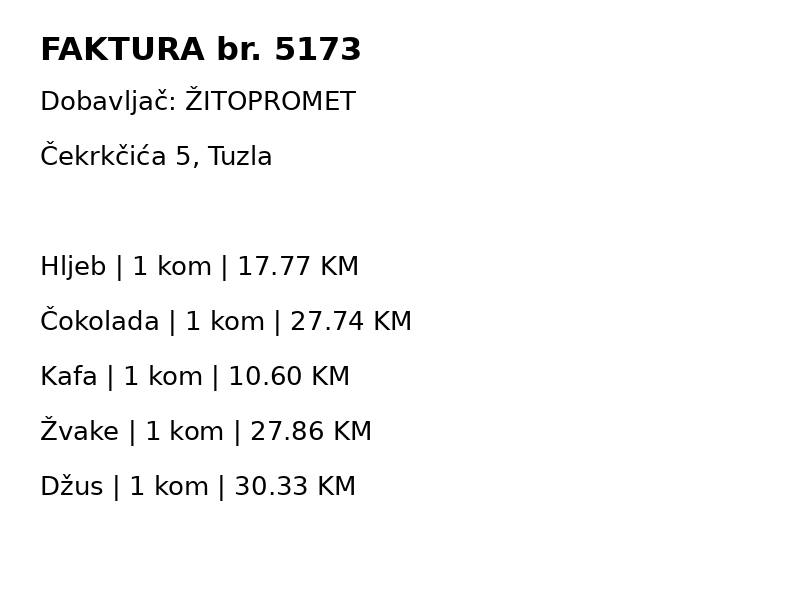 FAKTURA br. 5173
Dobavljač: ŽITOPROMET
Čekrkčića 5, Tuzla
Hljeb | 1 kom | 17.77 KM
Čokolada | 1 kom | 27.74 KM
Kafa | 1 kom | 10.60 KM
Žvake | 1 kom | 27.86 KM
Džus | 1 kom | 30.33 KM